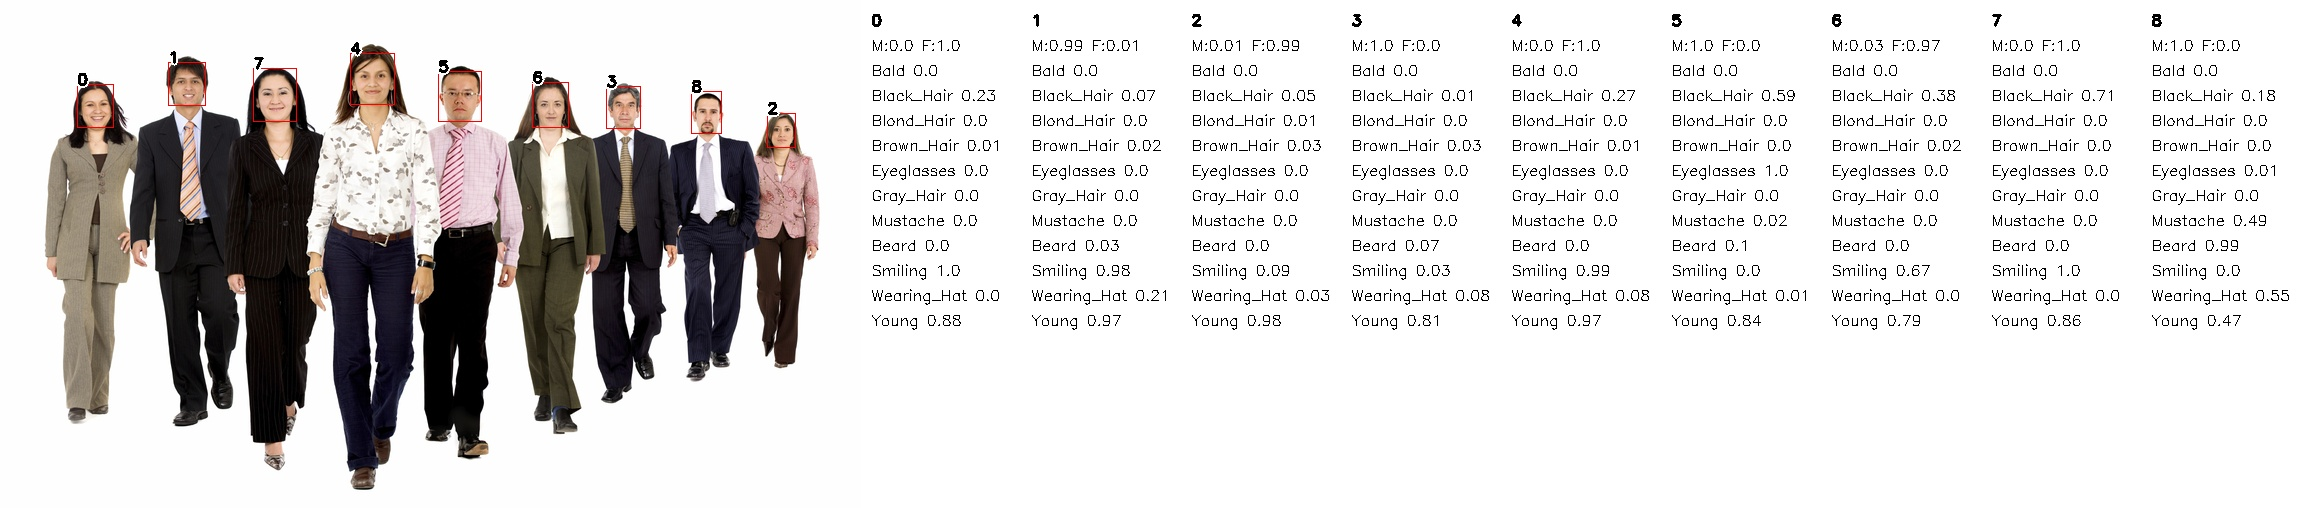 4
1
7
5
0
6
3
8
2
0 1 2 3 4 5 6 7 8
M:0.0 F:1.0 M:0.99 F:0.01 M:0.01 F:0.99 M:1.0 F:0.0 M:0.0 F:1.0 M:1.0 F:0.0 M:0.03 F:0.97 M:0.0 F:1.0 M:1.0 F:0.0
Bald 0.0 Bald 0.0 Bald 0.0 Bald 0.0 Bald 0.0 Bald 0.0 Bald 0.0 Bald 0.0 Bald 0.0
Black_Hair 0.23 Black_Hair 0.07 Black_Hair 0.05 Black_Hair 0.01 Black_Hair 0.27 Black_Hair 0.59 Black_Hair 0.38 Black_Hair 0.71 Black_Hair 0.18
Blond_Hair 0.0 Blond_Hair 0.0 Blond_Hair 0.01 Blond_Hair 0.0 Blond_Hair 0.0 Blond_Hair 0.0 Blond_Hair 0.0 Blond_Hair 0.0 Blond_Hair 0.0
Brown_Hair 0.01 Brown_Hair 0.02 Brown_Hair 0.03 Brown_Hair 0.03 Brown_Hair 0.01 Brown_Hair 0.0 Brown_Hair 0.02 Brown_Hair 0.0 Brown_Hair 0.0
Eyeglasses 0.0 Eyeglasses 0.0 Eyeglasses 0.0 Eyeglasses 0.0 Eyeglasses 0.0 Eyeglasses 1.0 Eyeglasses 0.0 Eyeglasses 0.0 Eyeglasses 0.01
Gray_Hair 0.0 Gray_Hair 0.0 Gray_Hair 0.0 Gray_Hair 0.0 Gray_Hair 0.0 Gray_Hair 0.0 Gray_Hair 0.0 Gray_Hair 0.0 Gray_Hair 0.0
Mustache 0.0 Mustache 0.0 Mustache 0.0 Mustache 0.0 Mustache 0.0 Mustache 0.02 Mustache 0.0 Mustache 0.0 Mustache 0.49
Beard 0.0 Beard 0.03 Beard 0.0 Beard 0.07 Beard 0.0 Beard 0.1 Beard 0.0 Beard 0.0 Beard 0.99
Smiling 1.0 Smiling 0.98 Smiling 0.09 Smiling 0.03 Smiling 0.99 Smiling 0.0 Smiling 0.67 Smiling 1.0 Smiling 0.0
Wearing_Hat 0.0 Wearing_Hat 0.21 Wearing_Hat 0.03 Wearing_Hat 0.08 Wearing_Hat 0.08 Wearing_Hat 0.01 Wearing_Hat 0.0 Wearing_Hat 0.0 Wearing_Hat 0.55
Young 0.88 Young 0.97 Young 0.98 Young 0.81 Young 0.97 Young 0.84 Young 0.79 Young 0.86 Young 0.47